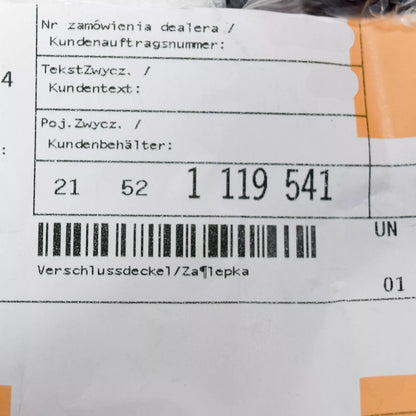 Nr zamówienia dealera /
Kundenauftragsnummer:
4
TekstZwycz. /
Kundentext:
Poj.Zwycz. /
:
Kundenbehälter:
21 52 1 119 541
UN
Verschlussdeckel/Za¶lepka
01